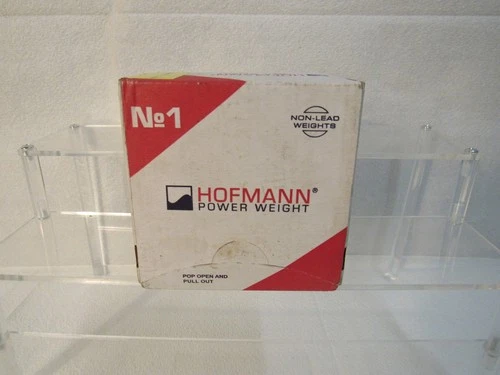 №1
NON-LEAD
WEIGHTS
HOFMANN®
POWER WEIGHT
POP OPEN AND
PULL OUT